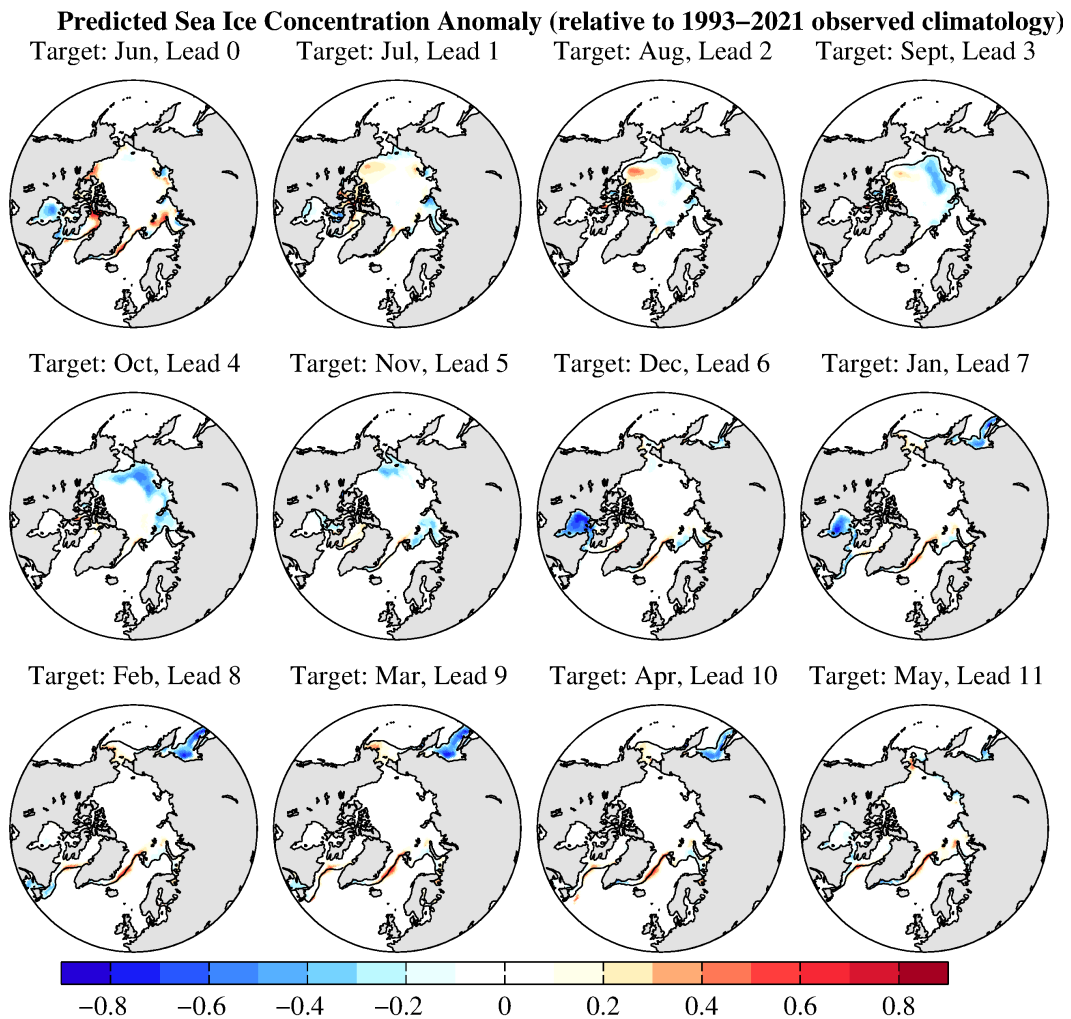 Predicted Sea Ice Concentration Anomaly (relative to 1993−2021 observed climatology)
Target: Jun, Lead 0
Target: Jul, Lead 1
Target: Aug, Lead 2
Target: Sept, Lead 3
Target: Oct, Lead 4
Target: Nov, Lead 5
Target: Dec, Lead 6
Target: Jan, Lead 7
Target: Feb, Lead 8
Target: Mar, Lead 9
Target: Apr, Lead 10
Target: May, Lead 11
−0.8 −0.6 −0.4 −0.2 0 0.2 0.4 0.6 0.8